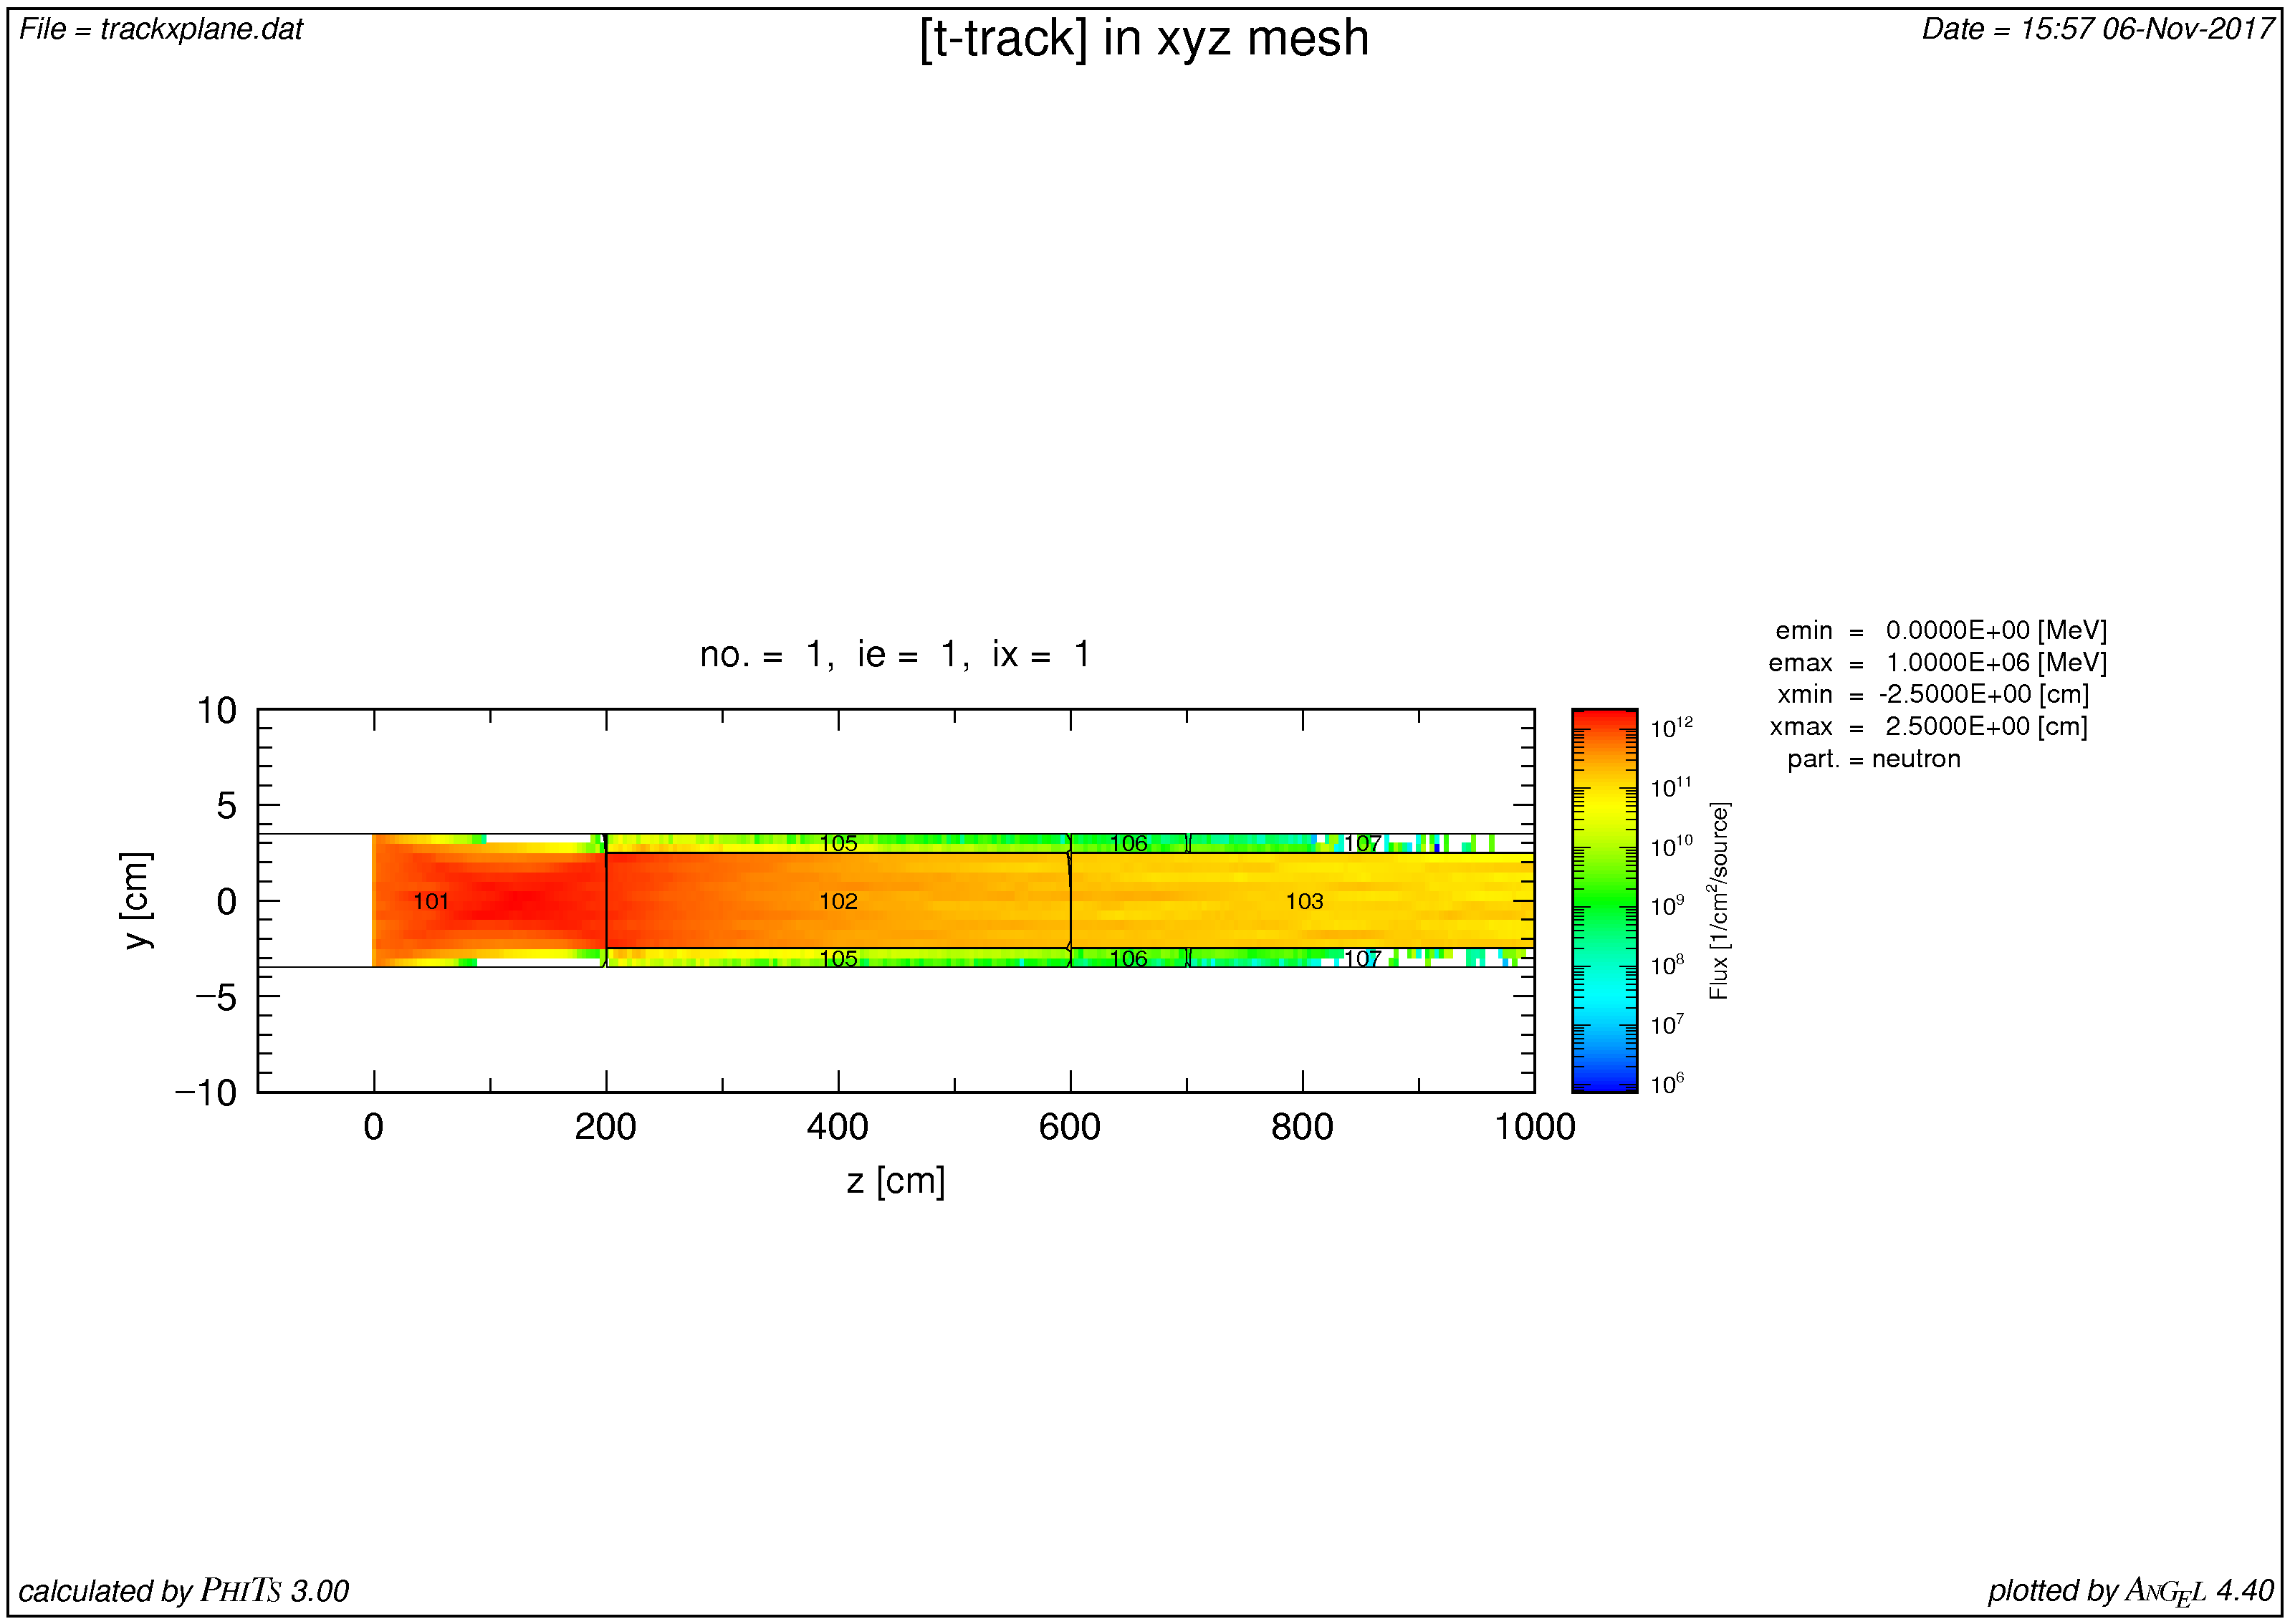 File = trackxplane.dat
[t-track] in xyz mesh
Date = 15:57 06-Nov-2017
no. = 1, ie = 1, ix = 1
emin = 0.0000E+00 [MeV]
emax = 1.0000E+06 [MeV]
xmin = -2.5000E+00 [cm]
xmax = 2.5000E+00 [cm]
part. = neutron
10
5
0
−5
−10
y [cm]
105 106 107
101 102 103
105 106 107
0 200 400 600 800 1000
z [cm]
10¹²
10¹¹
10¹⁰
10⁹
10⁸
10⁷
10⁶
Flux [1/cm²/source]
calculated by PHITS 3.00
plotted by ANGEL 4.40